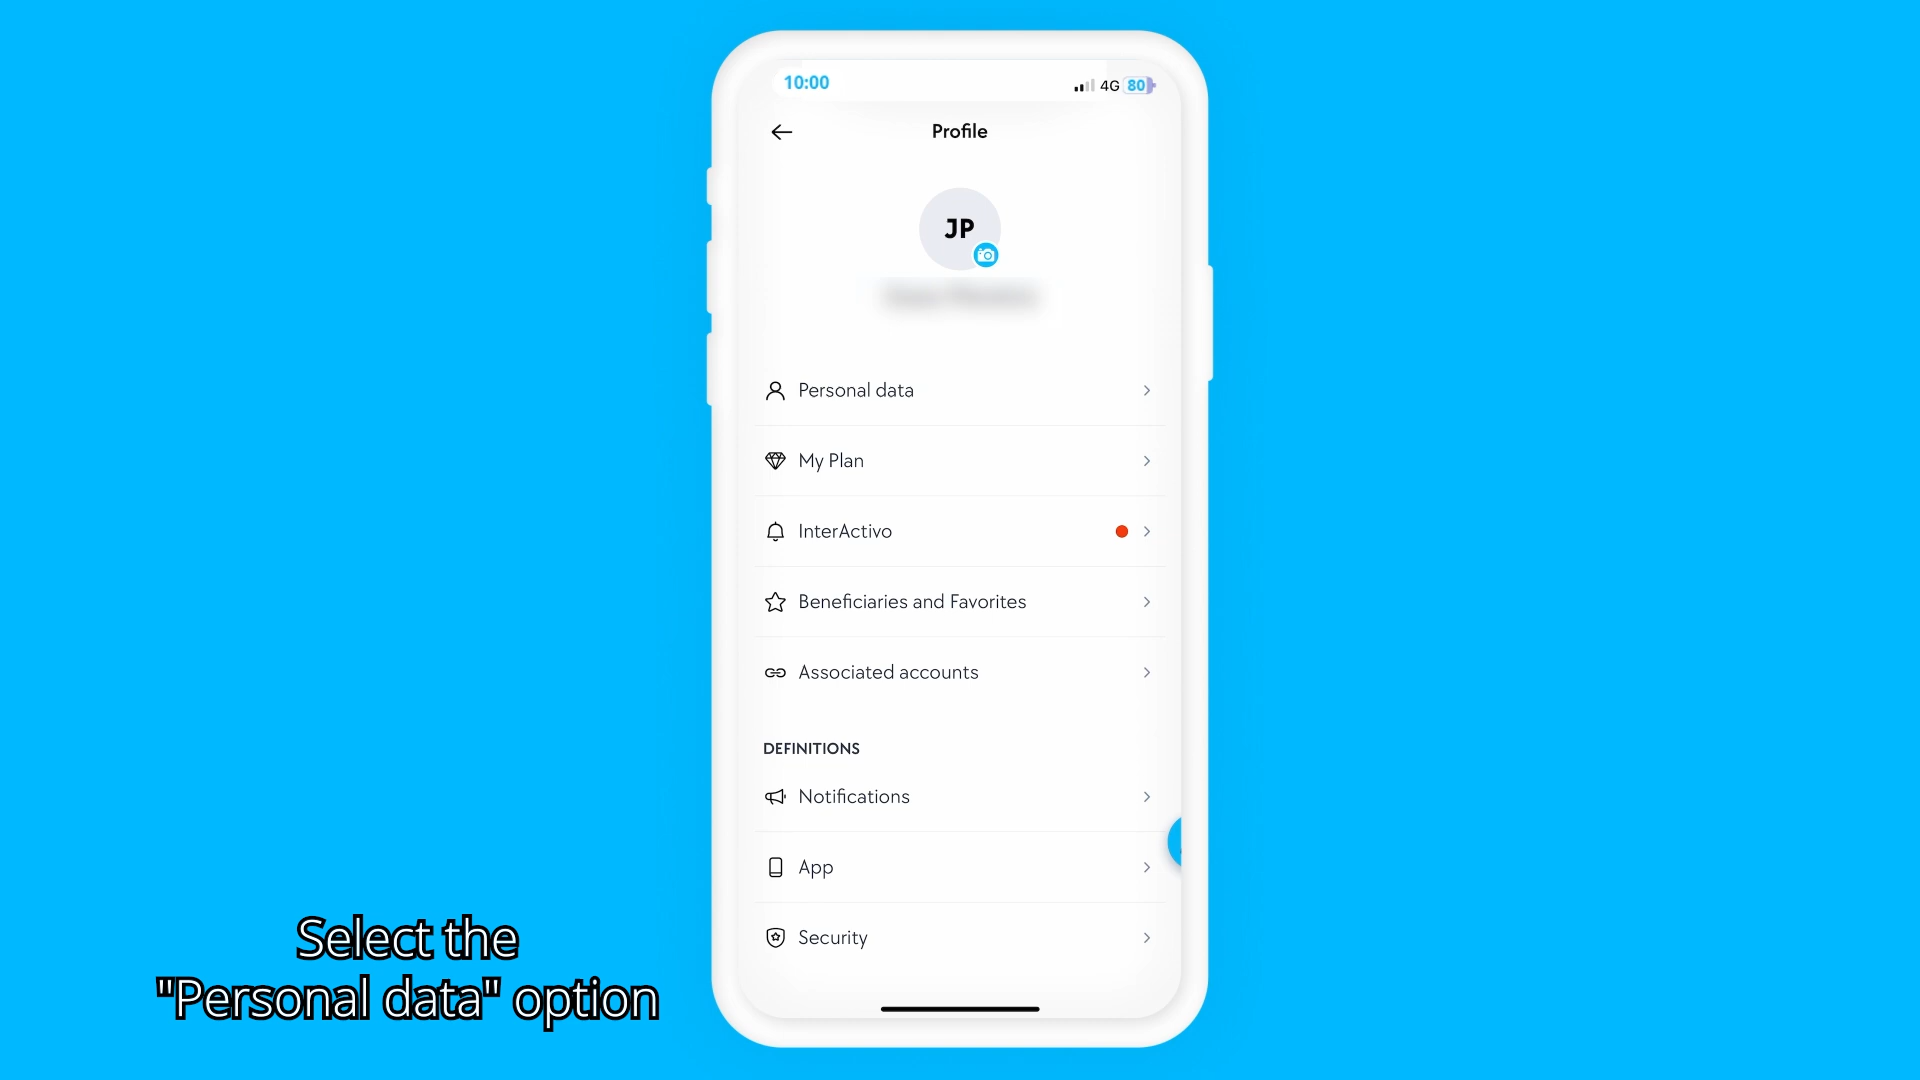 10:00
4G 80
Profile
JP
Personal data
My Plan
InterActivo
Beneficiaries and Favorites
Associated accounts
DEFINITIONS
Notifications
App
Security
Select the
"Personal data" option